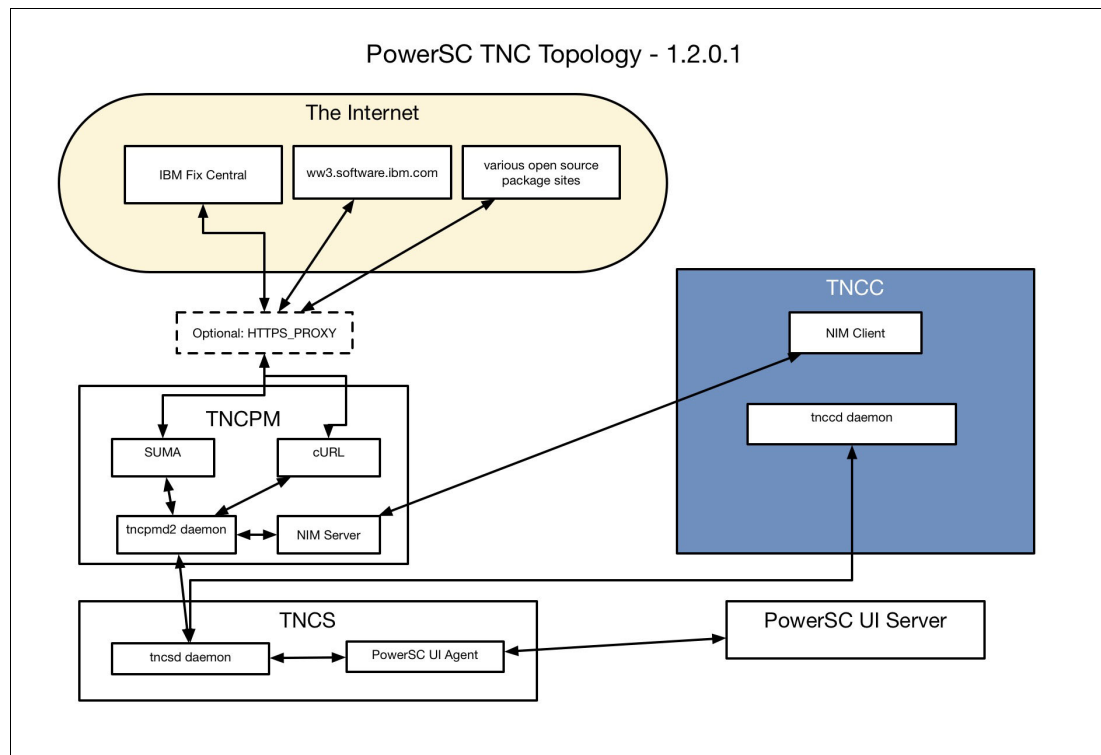 PowerSC TNC Topology - 1.2.0.1
The Internet
IBM Fix Central
ww3.software.ibm.com
various open source
package sites
TNCC
Optional: HTTPS_PROXY
NIM Client
TNCPM
tnccd daemon
SUMA
cURL
tncpmd2 daemon
NIM Server
TNCS
PowerSC UI Server
tncsd daemon
PowerSC UI Agent